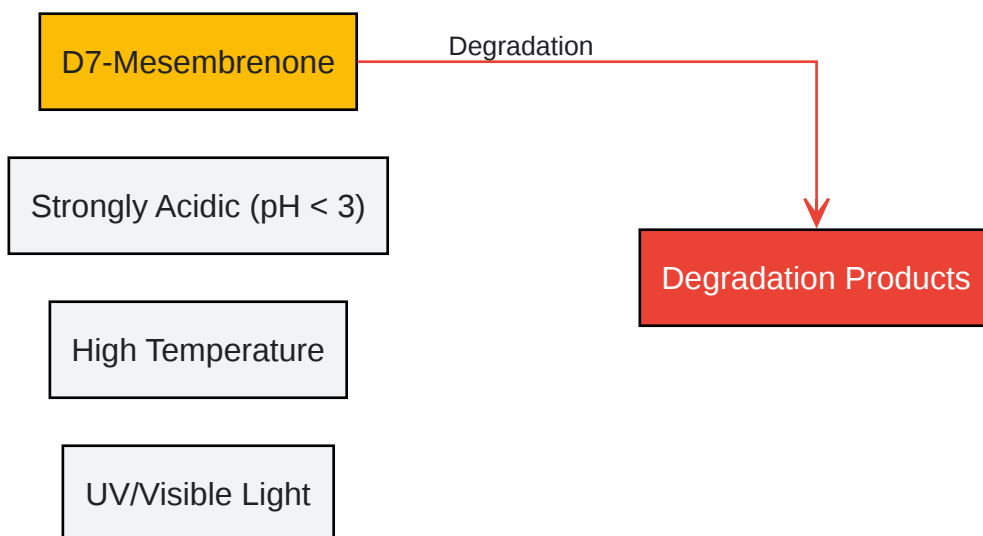 D7-Mesembrenone
Degradation
Strongly Acidic (pH < 3)
Degradation Products
High Temperature
UV/Visible Light